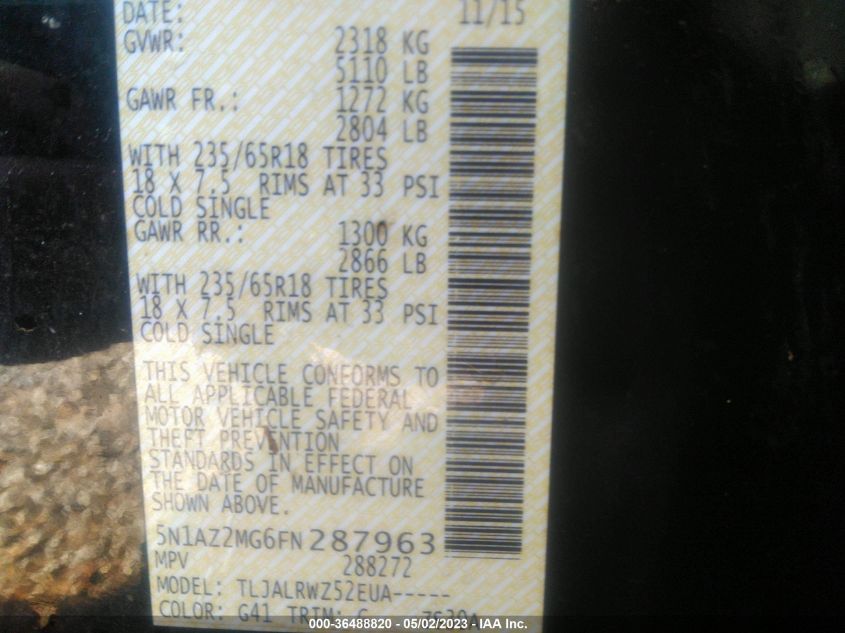 DATE: 11/15
GVWR: 2318 KG
5110 LB
GAWR FR.: 1272 KG
2804 LB
WITH 235/65R18 TIRES
18 X 7.5 RIMS AT 33 PSI
COLD SINGLE
GAWR RR.: 1300 KG
2866 LB
WITH 235/65R18 TIRES
18 X 7.5 RIMS AT 33 PSI
COLD SINGLE
THIS VEHICLE CONFORMS TO
ALL APPLICABLE FEDERAL
MOTOR VEHICLE SAFETY AND
THEFT PREVENTION
STANDARDS IN EFFECT ON
THE DATE OF MANUFACTURE
SHOWN ABOVE.
5N1AZ2MG6FN287963
MPV 288272
MODEL: TLJALRWZ52EUA-----
COLOR: G41 TRIM: G
000-36488820 - 05/02/2023 - IAA Inc.